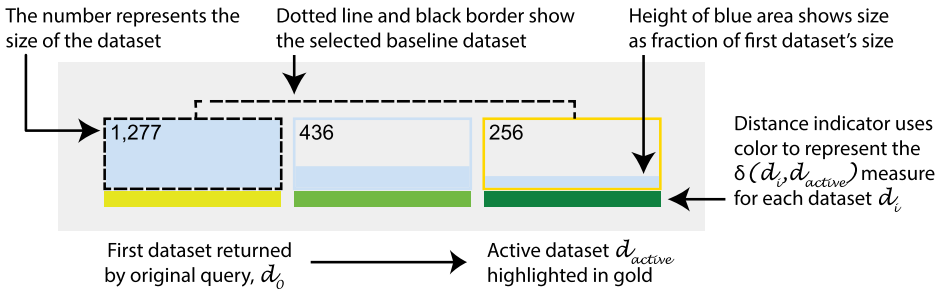 The number represents the
size of the dataset
Dotted line and black border show
the selected baseline dataset
Height of blue area shows size
as fraction of first dataset's size
1,277
436
256
Distance indicator uses
color to represent the
δ(dᵢ,d_active) measure
for each dataset dᵢ
First dataset returned
by original query, d₀
Active dataset d_active
highlighted in gold